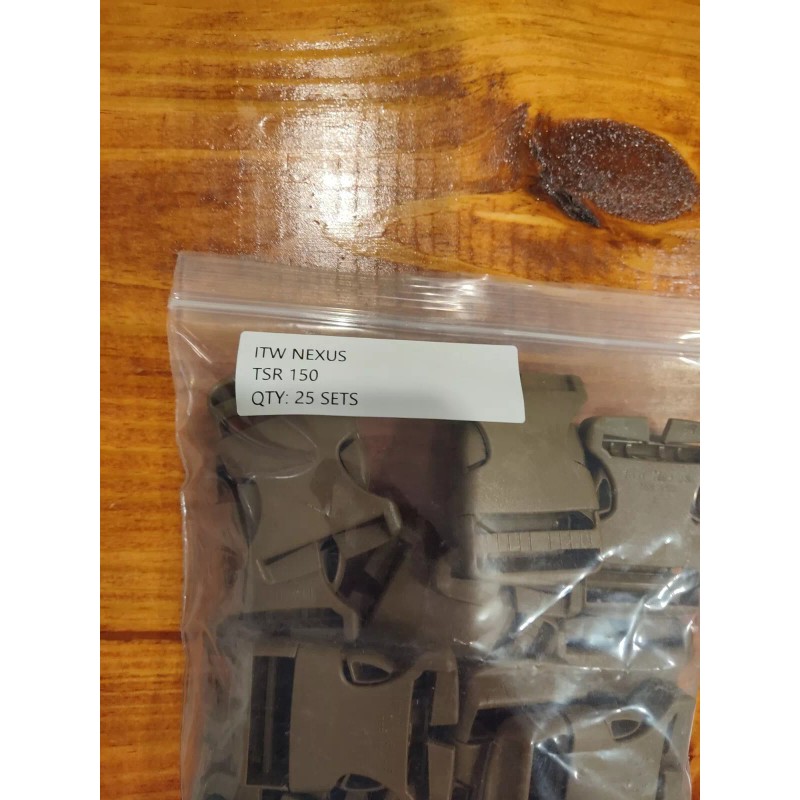 ITW NEXUS
TSR 150
QTY: 25 SETS